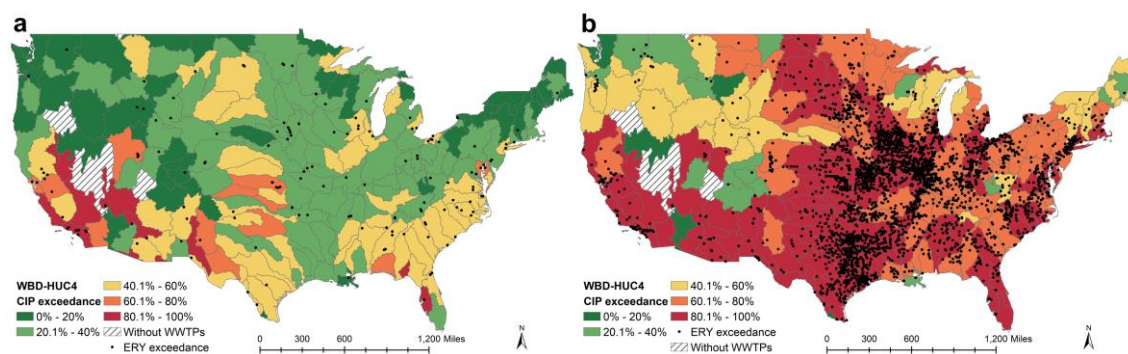 a
WBD-HUC4
CIP exceedance
0% - 20%
20.1% - 40%
40.1% - 60%
60.1% - 80%
80.1% - 100%
Without WWTPs
ERY exceedance
0 300 600 1,200 Miles
N
b
WBD-HUC4
CIP exceedance
0% - 20%
20.1% - 40%
40.1% - 60%
60.1% - 80%
80.1% - 100%
Without WWTPs
ERY exceedance
0 300 600 1,200 Miles
N